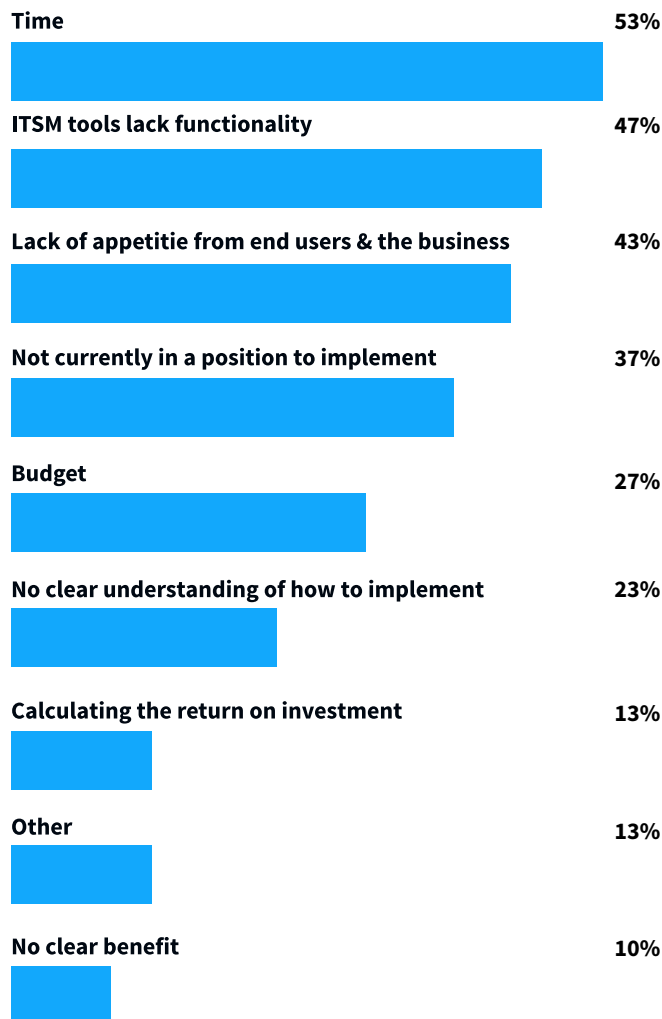 Time
53%
ITSM tools lack functionality
47%
Lack of appetitie from end users & the business
43%
Not currently in a position to implement
37%
Budget
27%
No clear understanding of how to implement
23%
Calculating the return on investment
13%
Other
13%
No clear benefit
10%